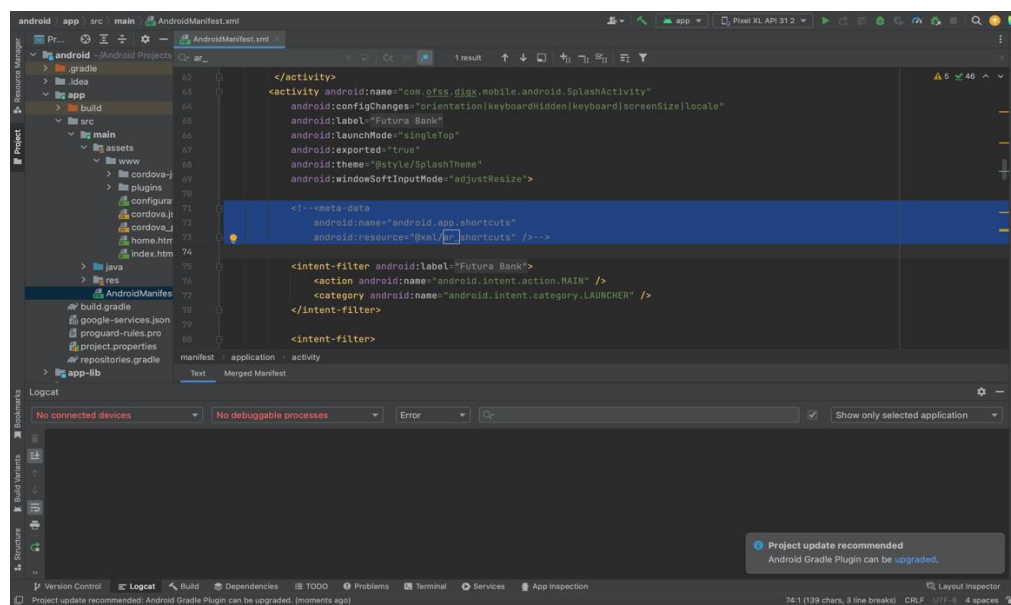 android › app › src › main › AndroidManifest.xml
app
Pixel XL API 31 2
Pr...
AndroidManifest.xml
Resource Manager
Project
Bookmarks
Build Variants
Structure
android ~/Android Projects
.gradle
.idea
app
build
src
main
assets
www
cordova-j
plugins
configura
cordova.js
cordova_p
home.htm
index.htm
java
res
AndroidManifes
build.gradle
google-services.json
proguard-rules.pro
project.properties
repositories.gradle
app-lib
ar_
Cc
1 result
5 46
62 </activity>
63 <activity android:name="com.ofss.digx.mobile.android.SplashActivity"
64 android:configChanges="orientation|keyboardHidden|keyboard|screenSize|locale"
65 android:label="Futura Bank"
66 android:launchMode="singleTop"
67 android:exported="true"
68 android:theme="@style/SplashTheme"
69 android:windowSoftInputMode="adjustResize">
70
71 <!--<meta-data
72 android:name="android.app.shortcuts"
73 android:resource="@xml/ar_shortcuts" />-->
74
75 <intent-filter android:label="Futura Bank">
76 <action android:name="android.intent.action.MAIN" />
77 <category android:name="android.intent.category.LAUNCHER" />
78 </intent-filter>
79
80 <intent-filter>
manifest › application › activity
Text Merged Manifest
Logcat
No connected devices
No debuggable processes
Error
Show only selected application
Project update recommended
Android Gradle Plugin can be upgraded.
Version Control Logcat Build Dependencies TODO Problems Terminal Services App Inspection Layout Inspector
Project update recommended: Android Gradle Plugin can be upgraded. (moments ago) 74:1 (139 chars, 3 line breaks) CRLF UTF-8 4 spaces